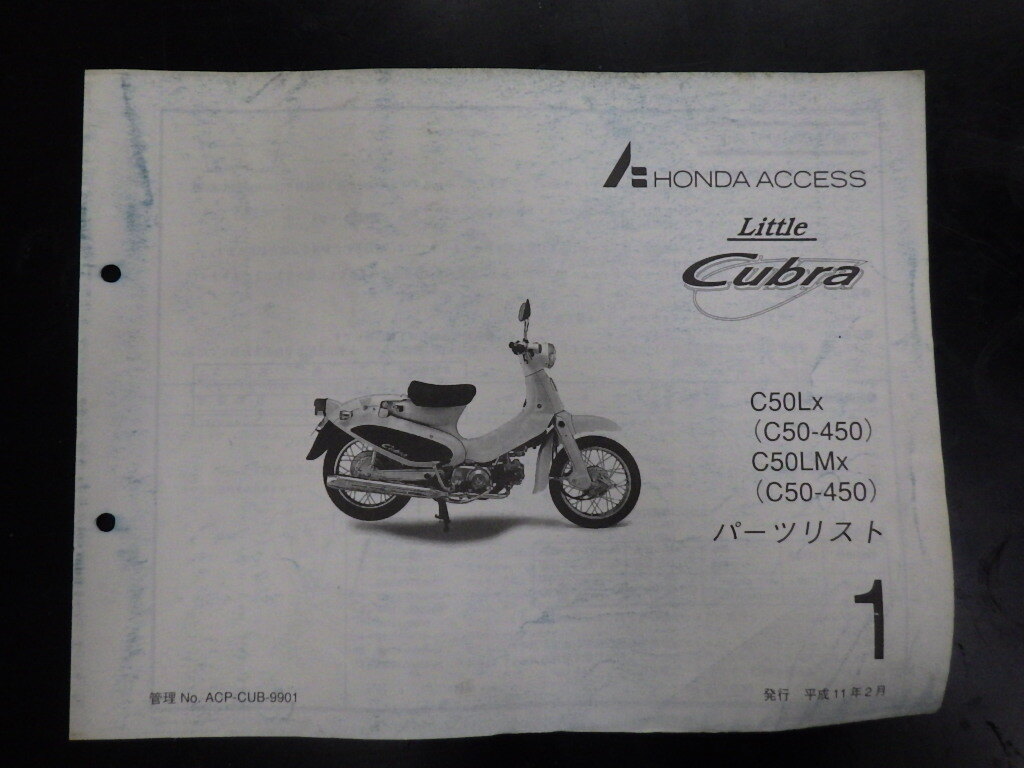 HONDA ACCESS
Little
Cubra
C50Lx
(C50-450)
C50LMx
(C50-450)
パーツリスト
1
管理 No. ACP-CUB-9901
発行 平成11年2月